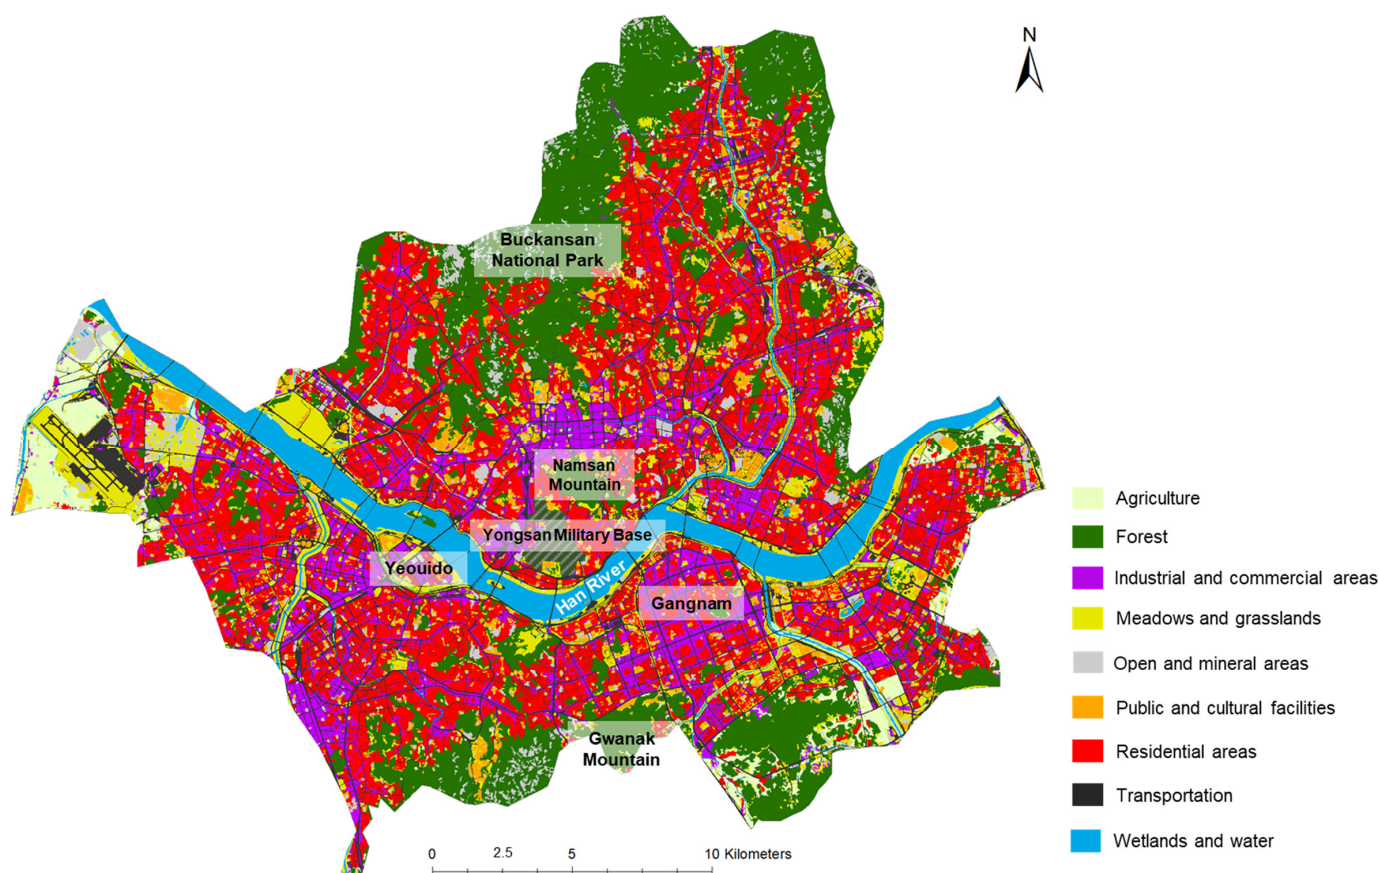 N
Buckansan
National Park
Namsan
Mountain
Yongsan Military Base
Yeouido
Han River
Gangnam
Gwanak
Mountain
Agriculture
Forest
Industrial and commercial areas
Meadows and grasslands
Open and mineral areas
Public and cultural facilities
Residential areas
Transportation
Wetlands and water
0 2.5 5 10 Kilometers